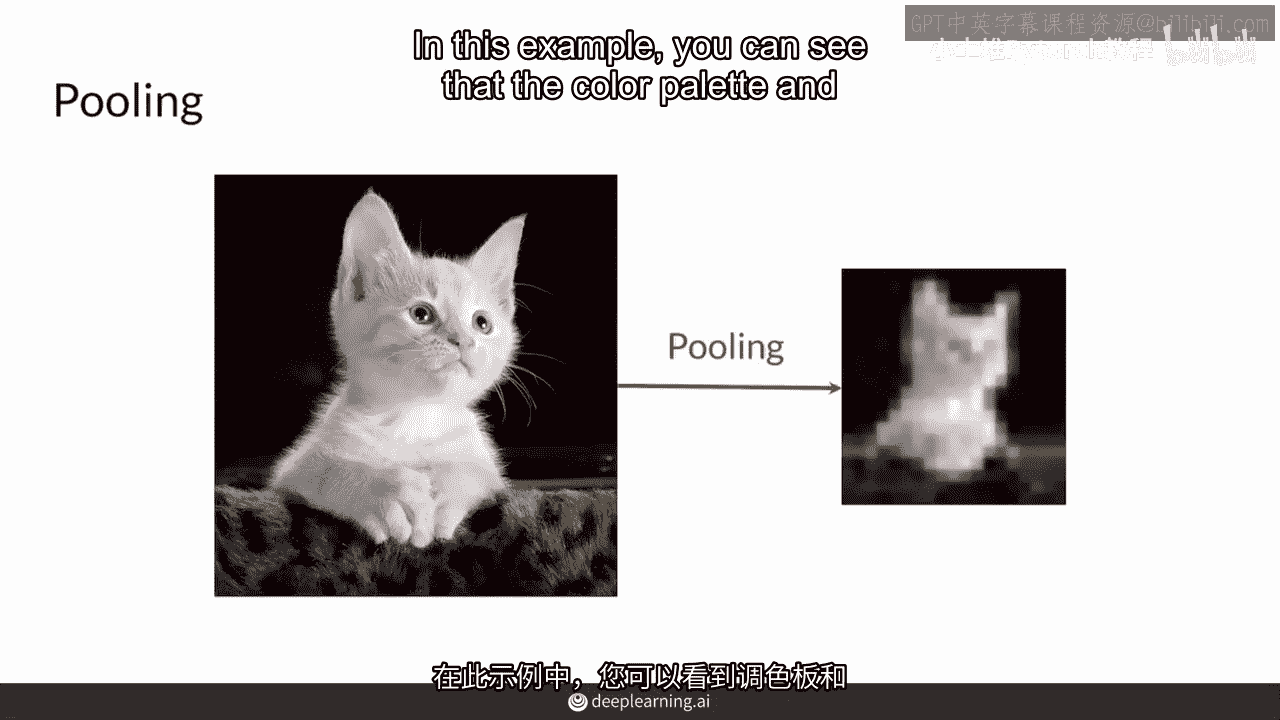 GPT中英字幕课程资源@bilibili.com
In this example, you can see
that the color palette and
Pooling
Pooling
在此示例中，您可以看到调色板和
deeplearning.ai